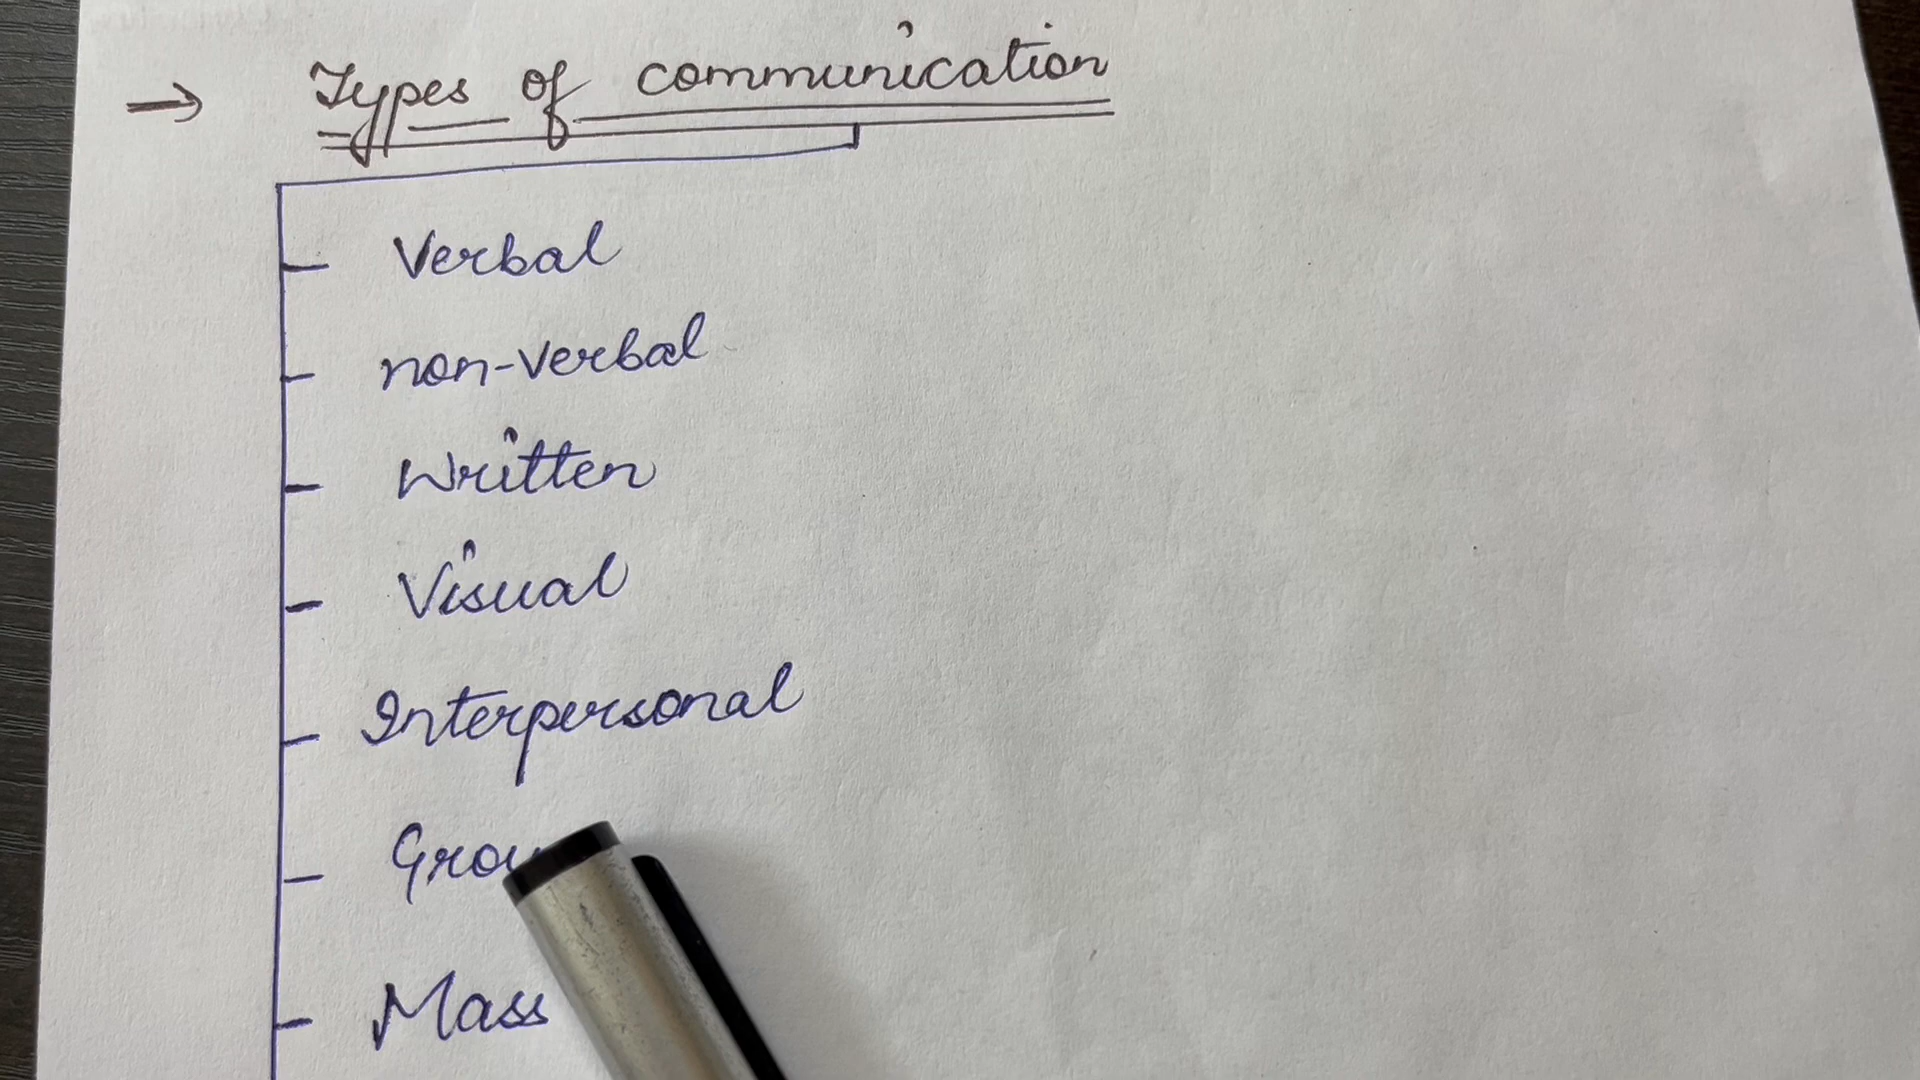 → Types of communication
Verbal
non-verbal
Written
Visual
Interpersonal
Mass